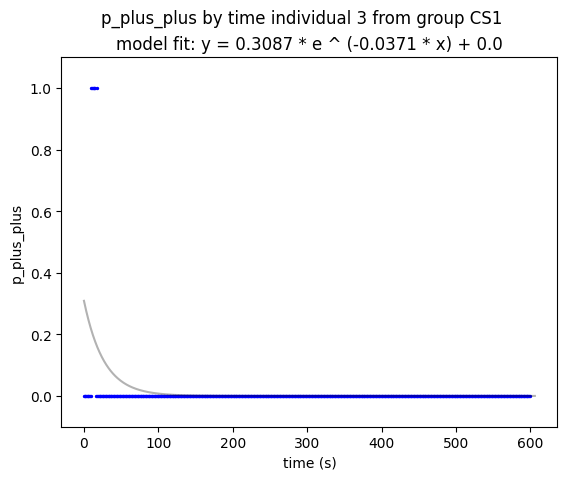 p_plus_plus by time individual 3 from group CS1
model fit: y = 0.3087 * e ^ (-0.0371 * x) + 0.0
1.0
0.8
0.6
0.4
0.2
0.0
p_plus_plus
0 100 200 300 400 500 600
time (s)